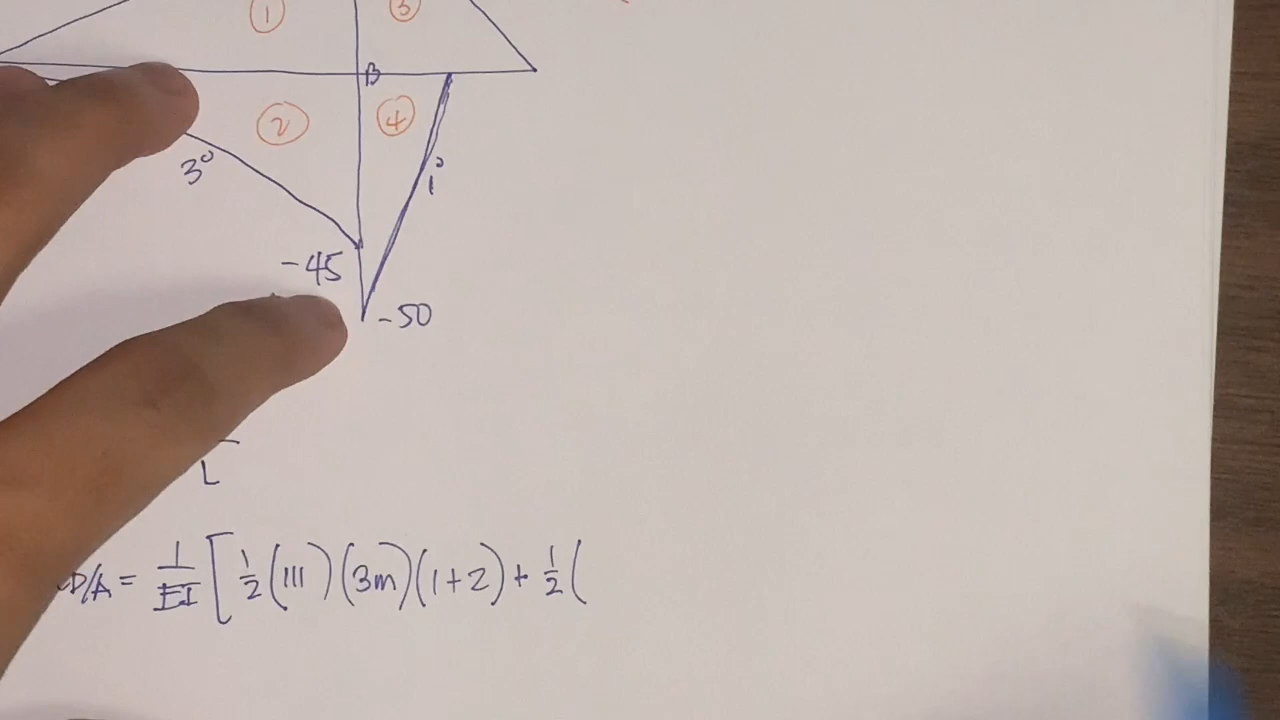 ① ③
B
② ④
3° 1°
-45
-50
L
D/A = 1/EI [ 1/2 (111)(3m)(1+2) + 1/2 (